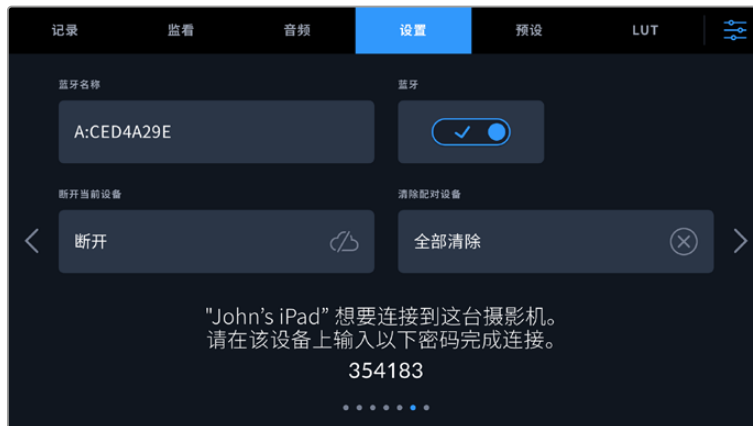 记录 监看 音频 设置 预设 LUT
蓝牙名称 蓝牙
A:CED4A29E
断开当前设备 清除配对设备
断开 全部清除
"John's iPad” 想要连接到这台摄影机。
请在该设备上输入以下密码完成连接。
354183